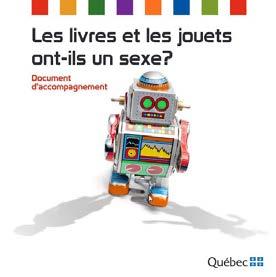 Les livres et les jouets
ont-ils un sexe?
Document
d'accompagnement
Québec